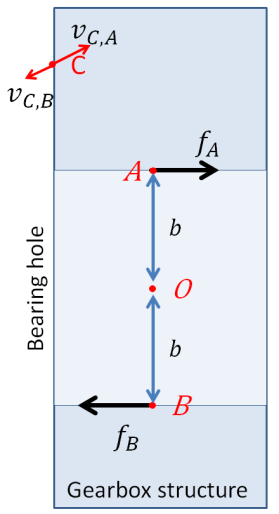 v_{C,A}
C
v_{C,B}
A
f_A
b
O
Bearing hole
b
B
f_B
Gearbox structure